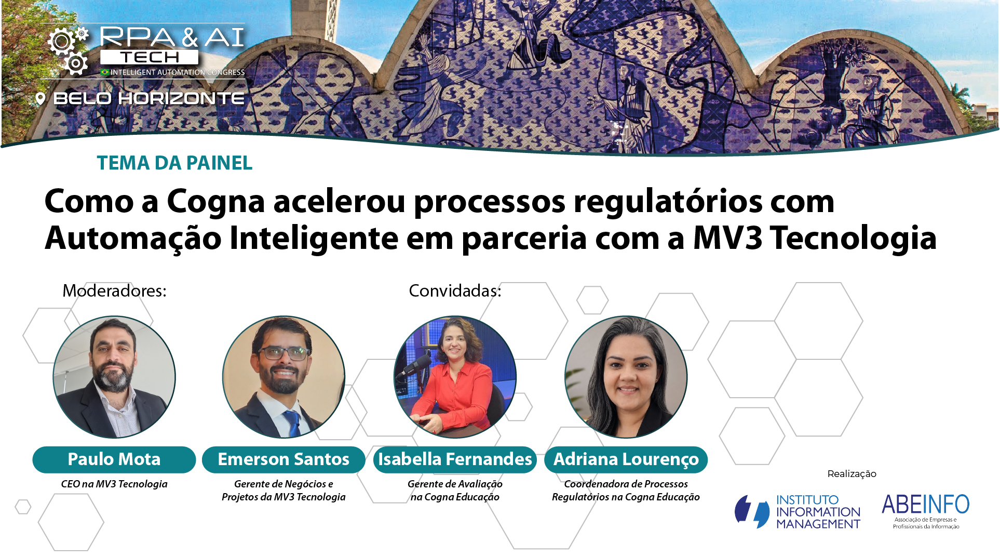 RPA & AI
TECH
INTELLIGENT AUTOMATION CONGRESS
BELO HORIZONTE
TEMA DA PAINEL
Como a Cogna acelerou processos regulatórios com
Automação Inteligente em parceria com a MV3 Tecnologia
Moderadores:
Convidadas:
Paulo Mota
CEO na MV3 Tecnologia
Emerson Santos
Gerente de Negócios e
Projetos da MV3 Tecnologia
Isabella Fernandes
Gerente de Avaliação
na Cogna Educação
Adriana Lourenço
Coordenadora de Processos
Regulatórios na Cogna Educação
Realização
INSTITUTO
INFORMATION
MANAGEMENT
ABEINFO
Associação de Empresas e
Profissionais da Informação